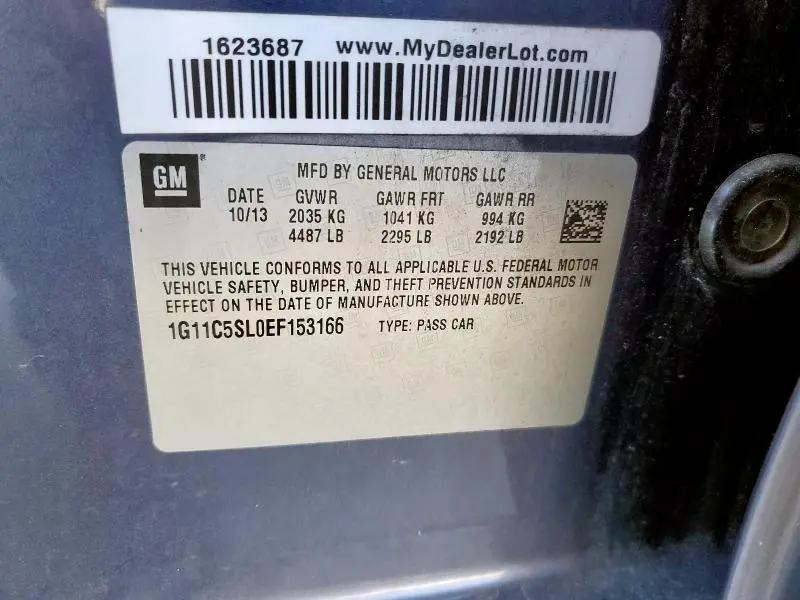 1623687 www.MyDealerLot.com
GM ® MFD BY GENERAL MOTORS LLC
DATE GVWR GAWR FRT GAWR RR
10/13 2035 KG 1041 KG 994 KG
4487 LB 2295 LB 2192 LB
THIS VEHICLE CONFORMS TO ALL APPLICABLE U.S. FEDERAL MOTOR
VEHICLE SAFETY, BUMPER, AND THEFT PREVENTION STANDARDS IN
EFFECT ON THE DATE OF MANUFACTURE SHOWN ABOVE.
1G11C5SL0EF153166 TYPE: PASS CAR